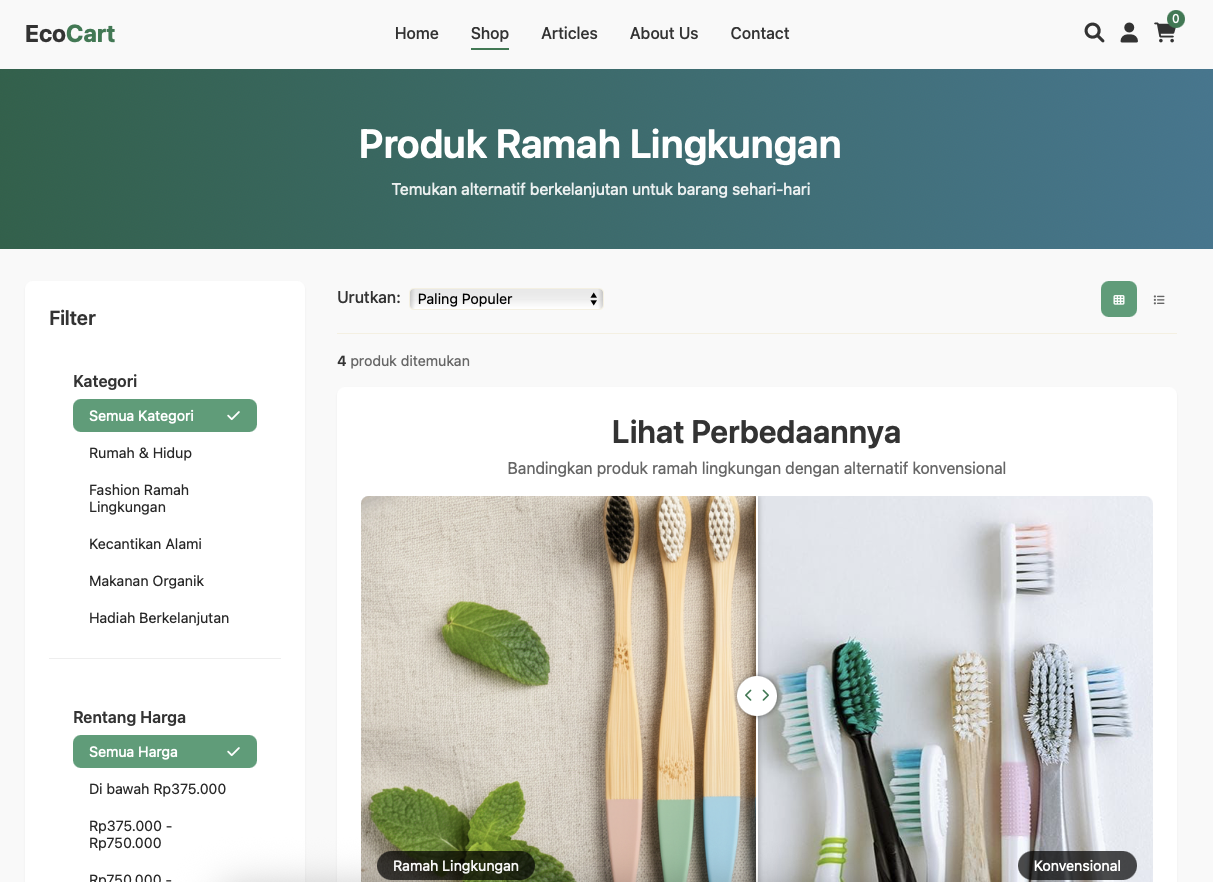 EcoCart
Home Shop Articles About Us Contact
0
Produk Ramah Lingkungan
Temukan alternatif berkelanjutan untuk barang sehari-hari
Filter
Kategori
Semua Kategori
Rumah & Hidup
Fashion Ramah
Lingkungan
Kecantikan Alami
Makanan Organik
Hadiah Berkelanjutan
Rentang Harga
Semua Harga
Di bawah Rp375.000
Rp375.000 -
Rp750.000
Rp750.000 -
Urutkan: Paling Populer
4 produk ditemukan
Lihat Perbedaannya
Bandingkan produk ramah lingkungan dengan alternatif konvensional
Ramah Lingkungan
Konvensional